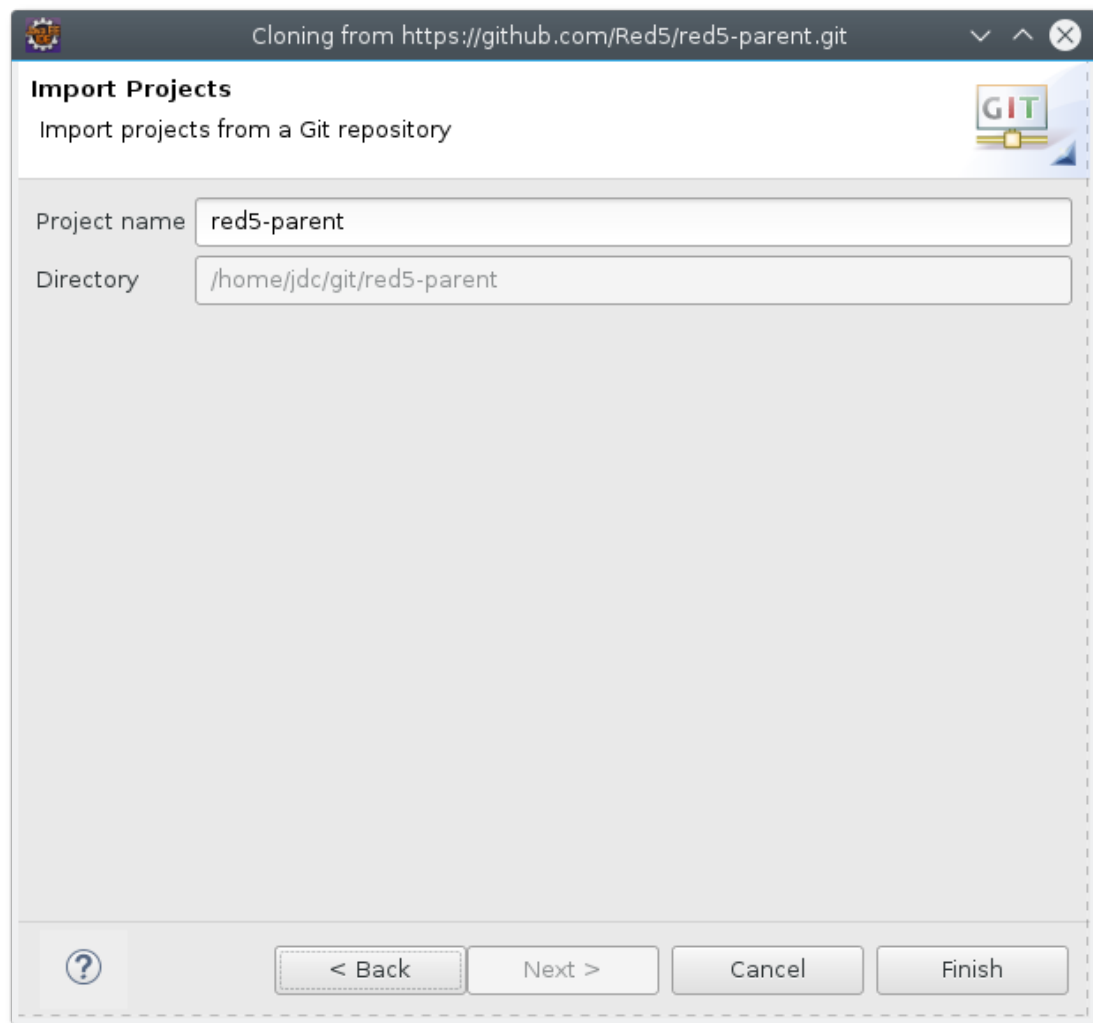 Cloning from https://github.com/Red5/red5-parent.git
Import Projects
Import projects from a Git repository
GIT
Project name red5-parent
Directory /home/jdc/git/red5-parent
? < Back Next > Cancel Finish